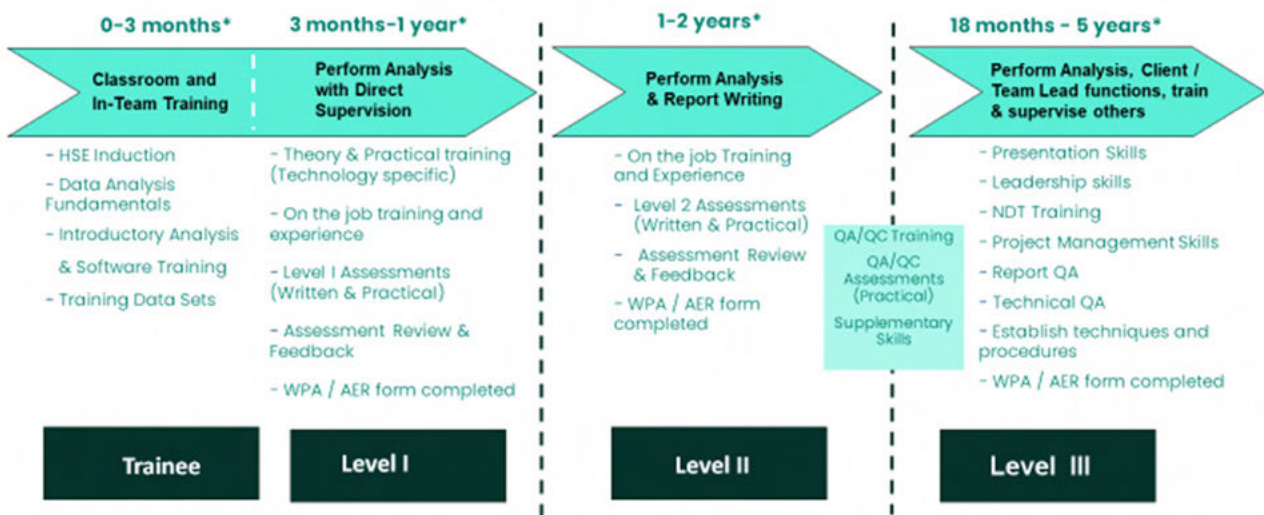 0-3 months*
3 months-1 year*
1-2 years*
18 months - 5 years*
Classroom and
In-Team Training
Perform Analysis
with Direct
Supervision
Perform Analysis
& Report Writing
Perform Analysis, Client /
Team Lead functions, train
& supervise others
- HSE Induction
- Data Analysis
Fundamentals
- Introductory Analysis
& Software Training
- Training Data Sets
- Theory & Practical training
(Technology specific)
- On the job training and
experience
- Level I Assessments
(Written & Practical)
- Assessment Review &
Feedback
- WPA / AER form completed
- On the job Training
and Experience
- Level 2 Assessments
(Written & Practical)
- Assessment Review
& Feedback
- WPA / AER form
completed
QA/QC Training
QA/QC
Assessments
(Practical)
Supplementary
Skills
- Presentation Skills
- Leadership skills
- NDT Training
- Project Management Skills
- Report QA
- Technical QA
- Establish techniques and
procedures
- WPA / AER form completed
Trainee
Level I
Level II
Level III